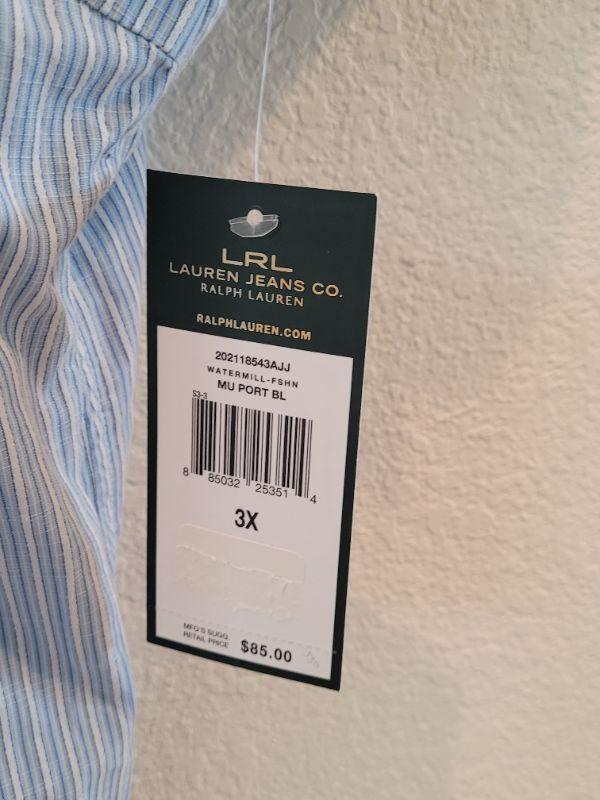 LRL
LAUREN JEANS CO.
RALPH LAUREN
RALPHLAUREN.COM
202118543AJJ
WATERMILL-FSHN
MU PORT BL
S3-3
8 85032 25351 4
3X
MFG'S SUGG.
RETAIL PRICE $85.00